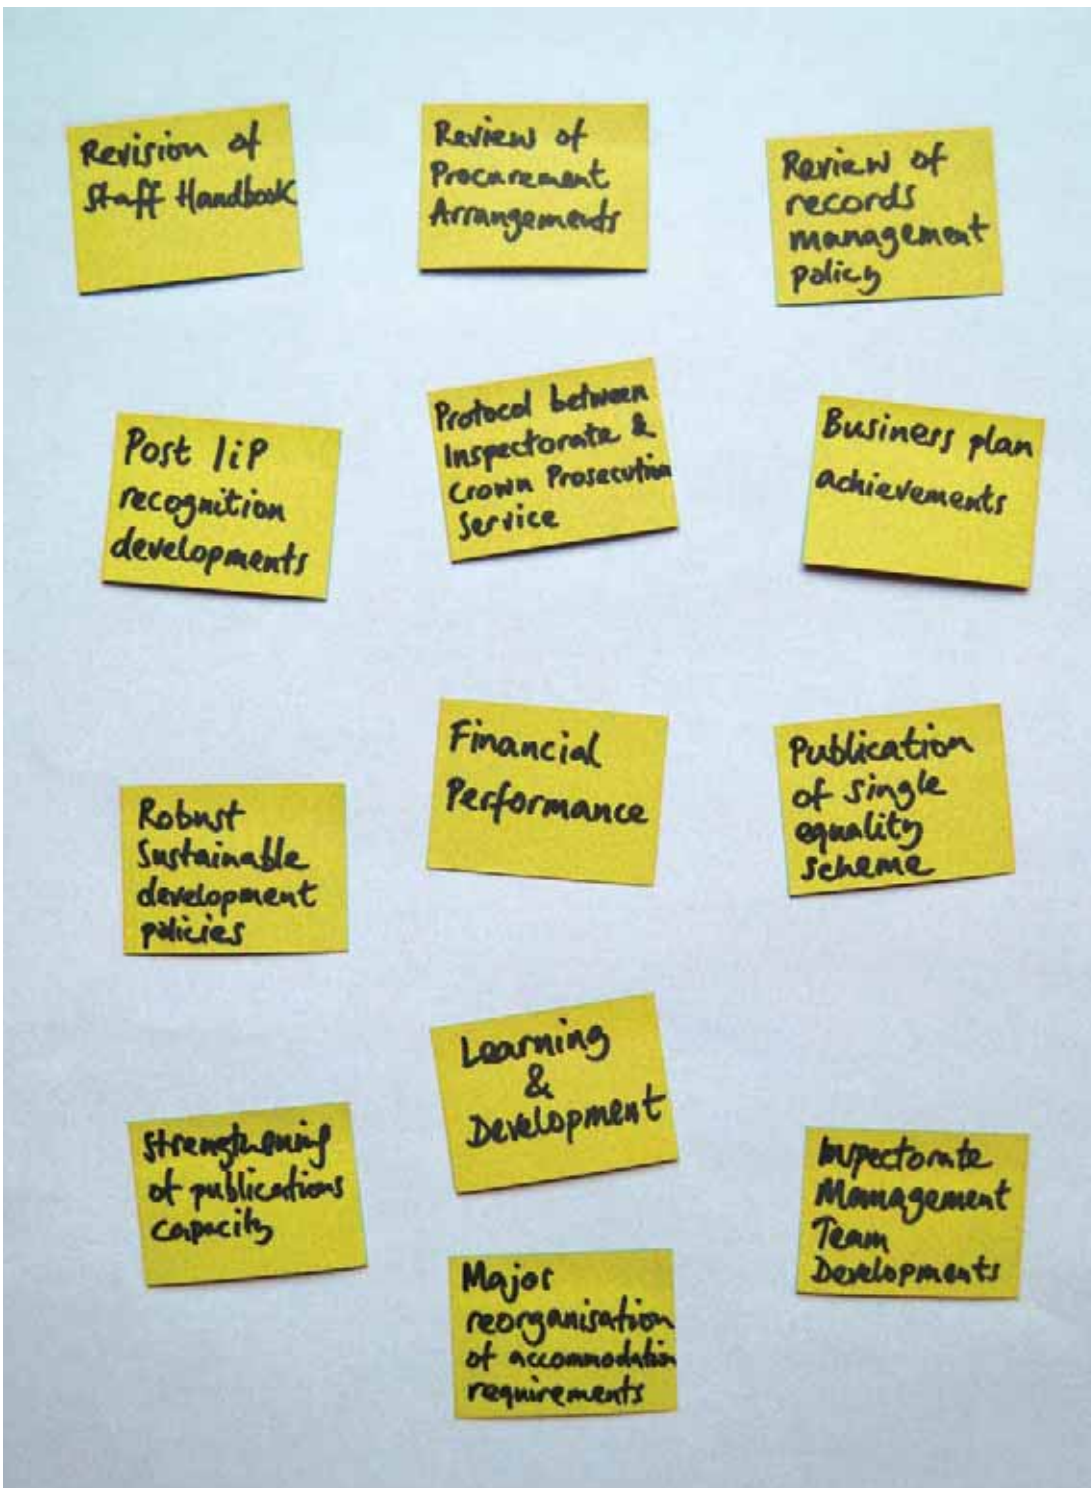 Revision of
Staff Handbook
Review of
Procurement
Arrangements
Review of
records
management
policy
Post IiP
recognition
developments
Protocol between
Inspectorate &
Crown Prosecution
Service
Business plan
achievements
Robust
Sustainable
development
policies
Financial
Performance
Publication
of single
equality
scheme
Strengthening
of publications
capacity
Learning
&
Development
Inspectorate
Management
Team
Developments
Major
reorganisation
of accommodation
requirements